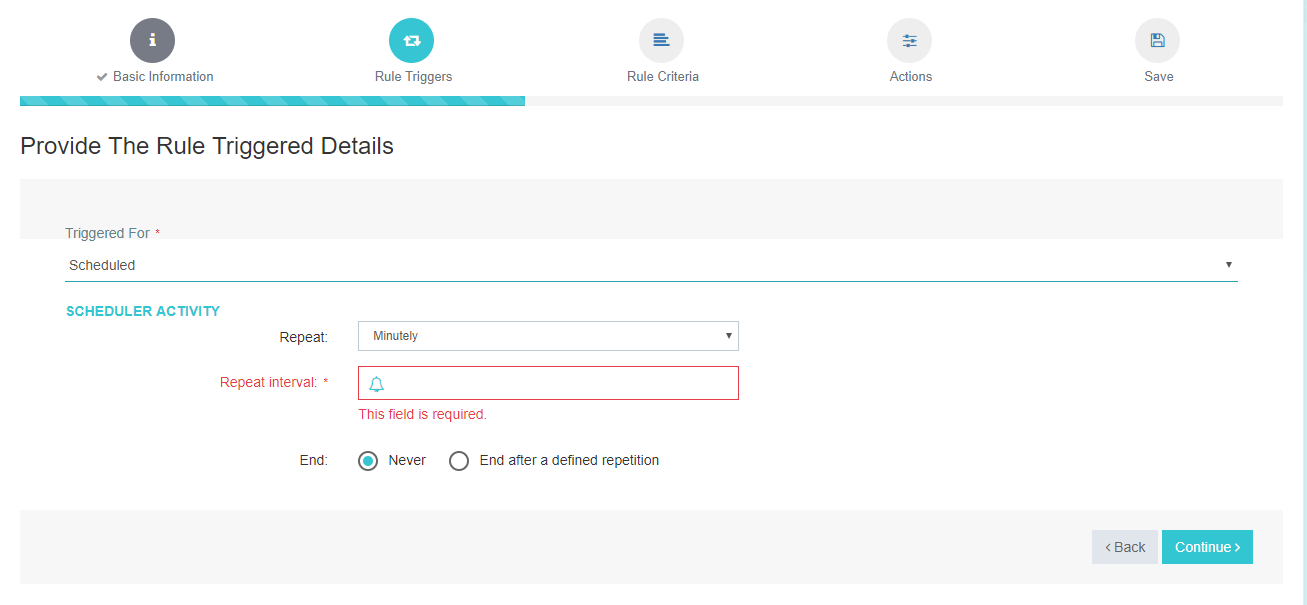 Basic Information
Rule Triggers
Rule Criteria
Actions
Save
Provide The Rule Triggered Details
Triggered For *
Scheduled
SCHEDULER ACTIVITY
Repeat: Minutely
Repeat interval: *
This field is required.
End: Never End after a defined repetition
Back Continue